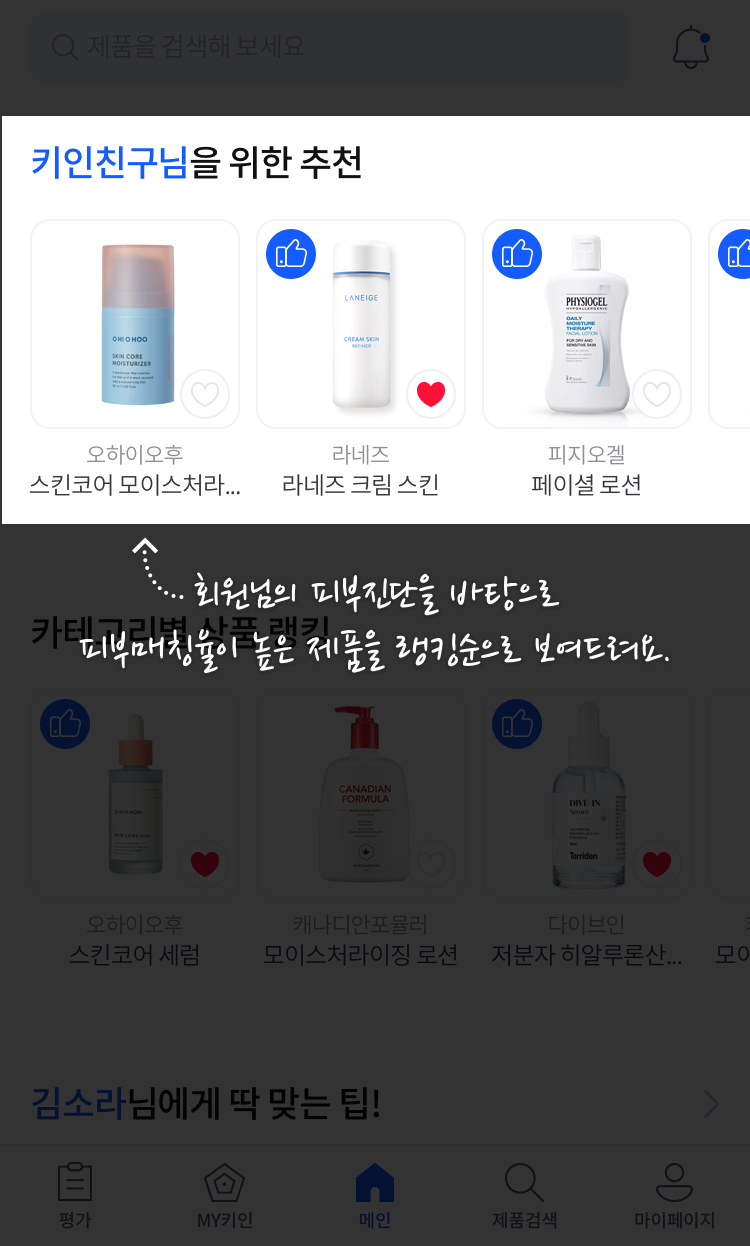 제품을 검색해 보세요
키인친구님을 위한 추천
OHIOHOO
SKIN CORE
MOISTURIZER
LANEIGE
CREAM SKIN
REFINER
PHYSIOGEL
HYPOALLERGENIC
DAILY
MOISTURE
THERAPY
FACIAL LOTION
FOR DRY AND
SENSITIVE SKIN
오하이오후
라네즈
피지오겔
스킨코어 모이스처라...
라네즈 크림 스킨
페이셜 로션
회원님의 피부진단을 바탕으로
카테고리별 상품 랭킹
피부매칭율이 높은 제품을 랭킹순으로 보여드려요.
CANADIAN
FORMULA
DIVE-IN
Serum
Torriden
오하이오후
캐나디안포뮬러
다이브인
스킨코어 세럼
모이스처라이징 로션
저분자 히알루론산...
모이
김소라님에게 딱 맞는 팁!
평가
MY키인
메인
제품검색
마이페이지